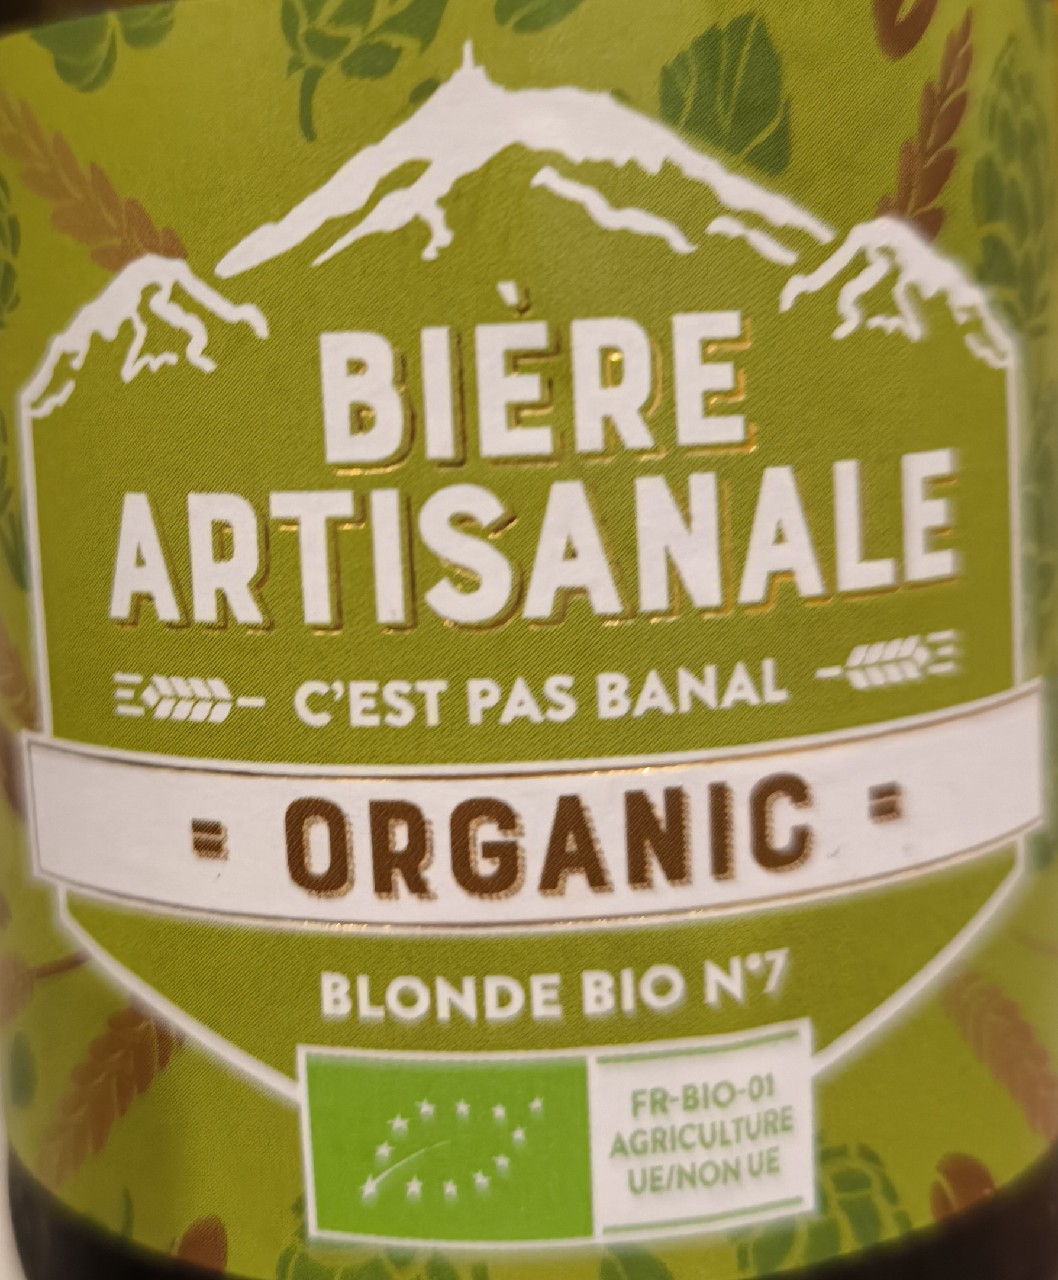 BIÈRE
ARTISANALE
C'EST PAS BANAL
= ORGANIC =
BLONDE BIO N°7
FR-BIO-01
AGRICULTURE
UE/NON UE